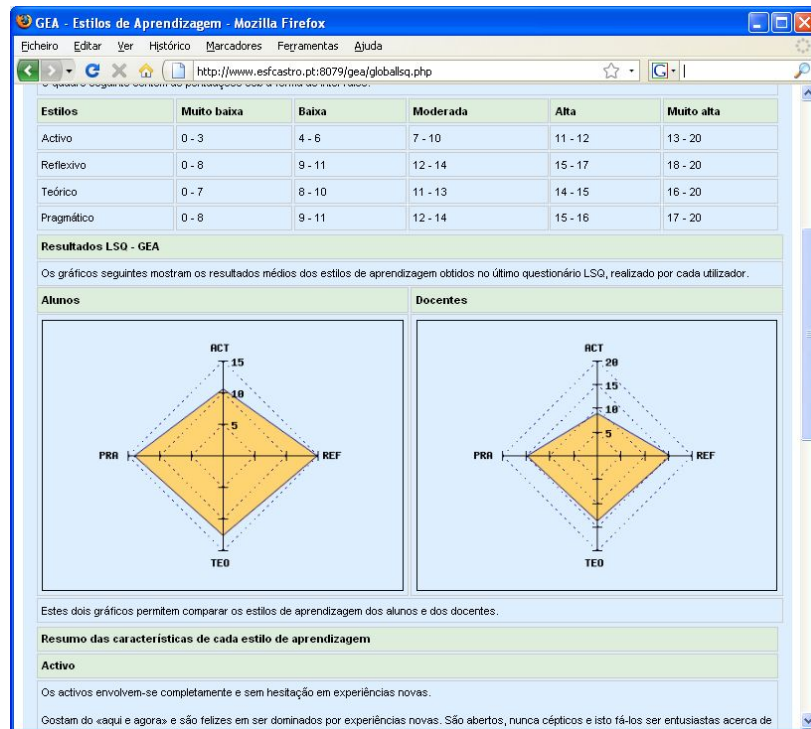 GEA - Estilos de Aprendizagem - Mozilla Firefox
Ficheiro Editar Ver Histórico Marcadores Ferramentas Ajuda
http://www.esfcastro.pt:8079/gea/globallsq.php
Estilos Muito baixa Baixa Moderada Alta Muito alta
Activo 0 - 3 4 - 6 7 - 10 11 - 12 13 - 20
Reflexivo 0 - 8 9 - 11 12 - 14 15 - 17 18 - 20
Teórico 0 - 7 8 - 10 11 - 13 14 - 15 16 - 20
Pragmático 0 - 8 9 - 11 12 - 14 15 - 16 17 - 20
Resultados LSQ - GEA
Os gráficos seguintes mostram os resultados médios dos estilos de aprendizagem obtidos no último questionário LSQ, realizado por cada utilizador.
Alunos
ACT
15
10
5
PRA REF
TEO
Docentes
ACT
20
15
10
5
PRA REF
TEO
Estes dois gráficos permitem comparar os estilos de aprendizagem dos alunos e dos docentes.
Resumo das características de cada estilo de aprendizagem
Activo
Os activos envolvem-se completamente e sem hesitação em experiências novas.
Gostam do «aqui e agora» e são felizes em ser dominados por experiências novas. São abertos, nunca cépticos e isto fá-los ser entusiastas acerca de